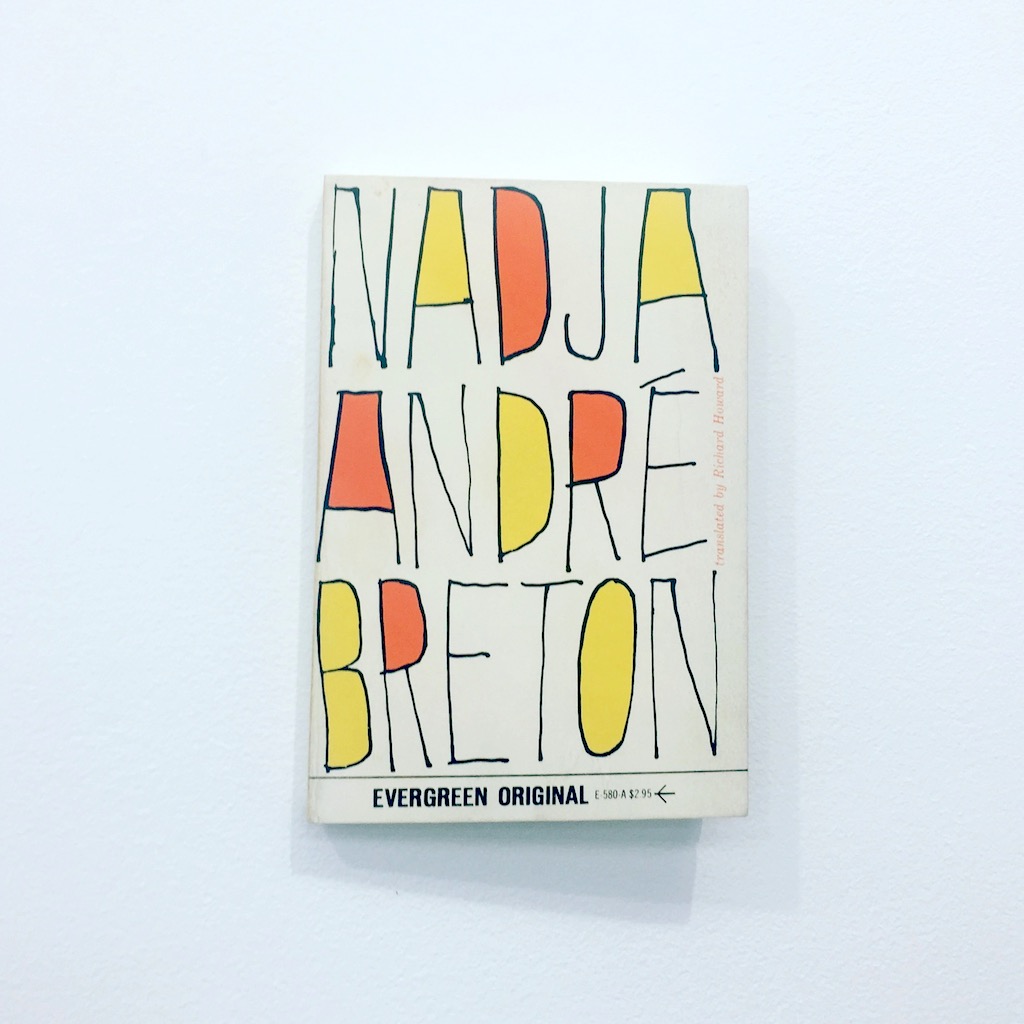 NADJA
ANDRÉ
translated by Richard Howard
BRETON
EVERGREEN ORIGINAL E-580-A $2.95